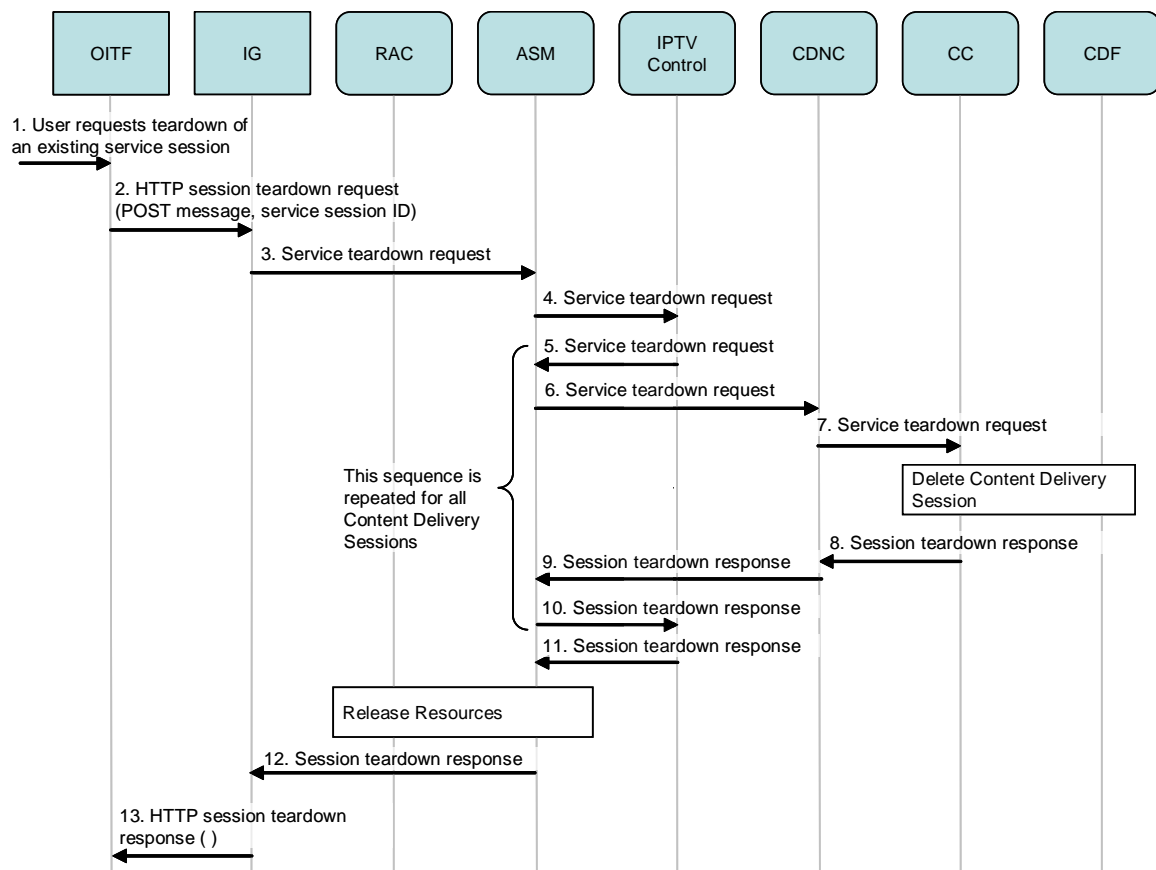 OITF
IG
RAC
ASM
IPTV
Control
CDNC
CC
CDF
1. User requests teardown of
an existing service session
2. HTTP session teardown request
(POST message, service session ID)
3. Service teardown request
4. Service teardown request
5. Service teardown request
6. Service teardown request
7. Service teardown request
This sequence is
repeated for all
Content Delivery
Sessions
Delete Content Delivery
Session
8. Session teardown response
9. Session teardown response
10. Session teardown response
11. Session teardown response
Release Resources
12. Session teardown response
13. HTTP session teardown
response ( )